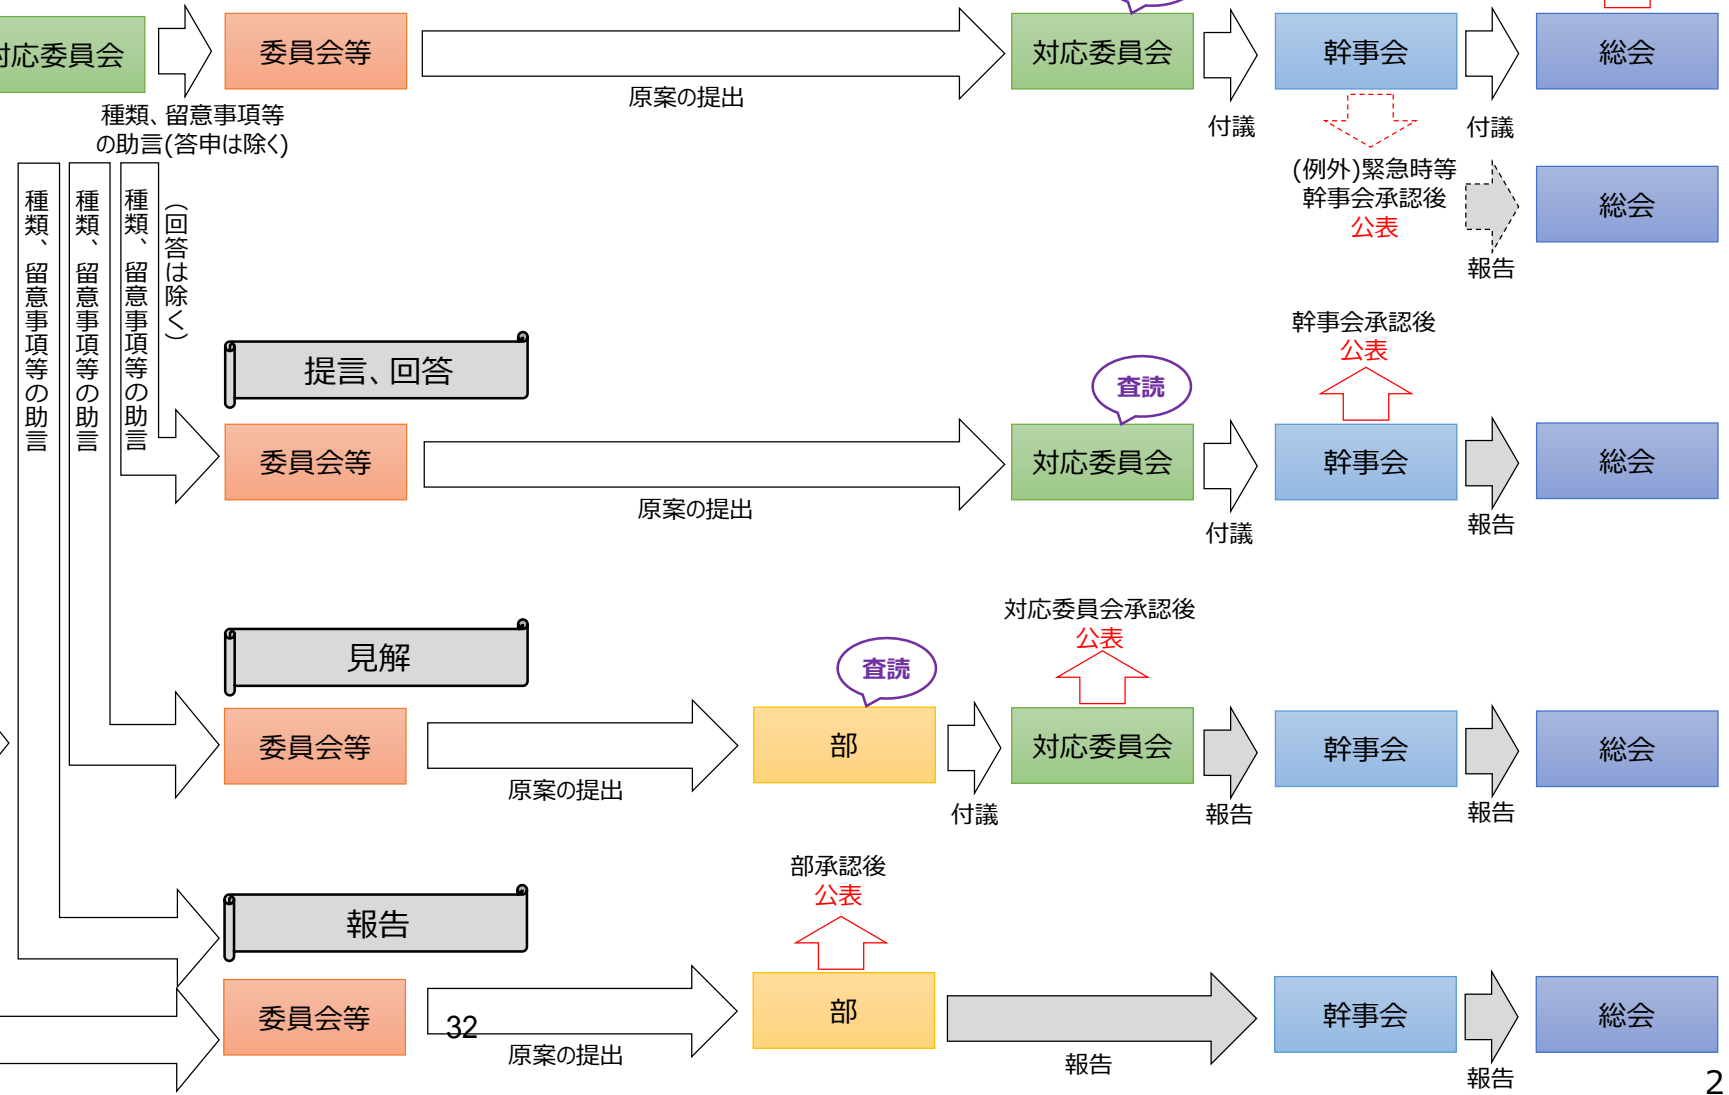 対応委員会
委員会等
原案の提出
対応委員会
付議
幹事会
付議
総会
種類、留意事項等
の助言(答申は除く)
(例外)緊急時等
幹事会承認後
公表
報告
総会
種類、留意事項等の助言
種類、留意事項等の助言
種類、留意事項等の助言
(回答は除く)
提言、回答
委員会等
原案の提出
査読
対応委員会
付議
幹事会承認後
公表
幹事会
報告
総会
見解
委員会等
原案の提出
査読
部
付議
対応委員会承認後
公表
対応委員会
報告
幹事会
報告
総会
報告
委員会等
32
原案の提出
部承認後
公表
部
報告
幹事会
報告
総会
2